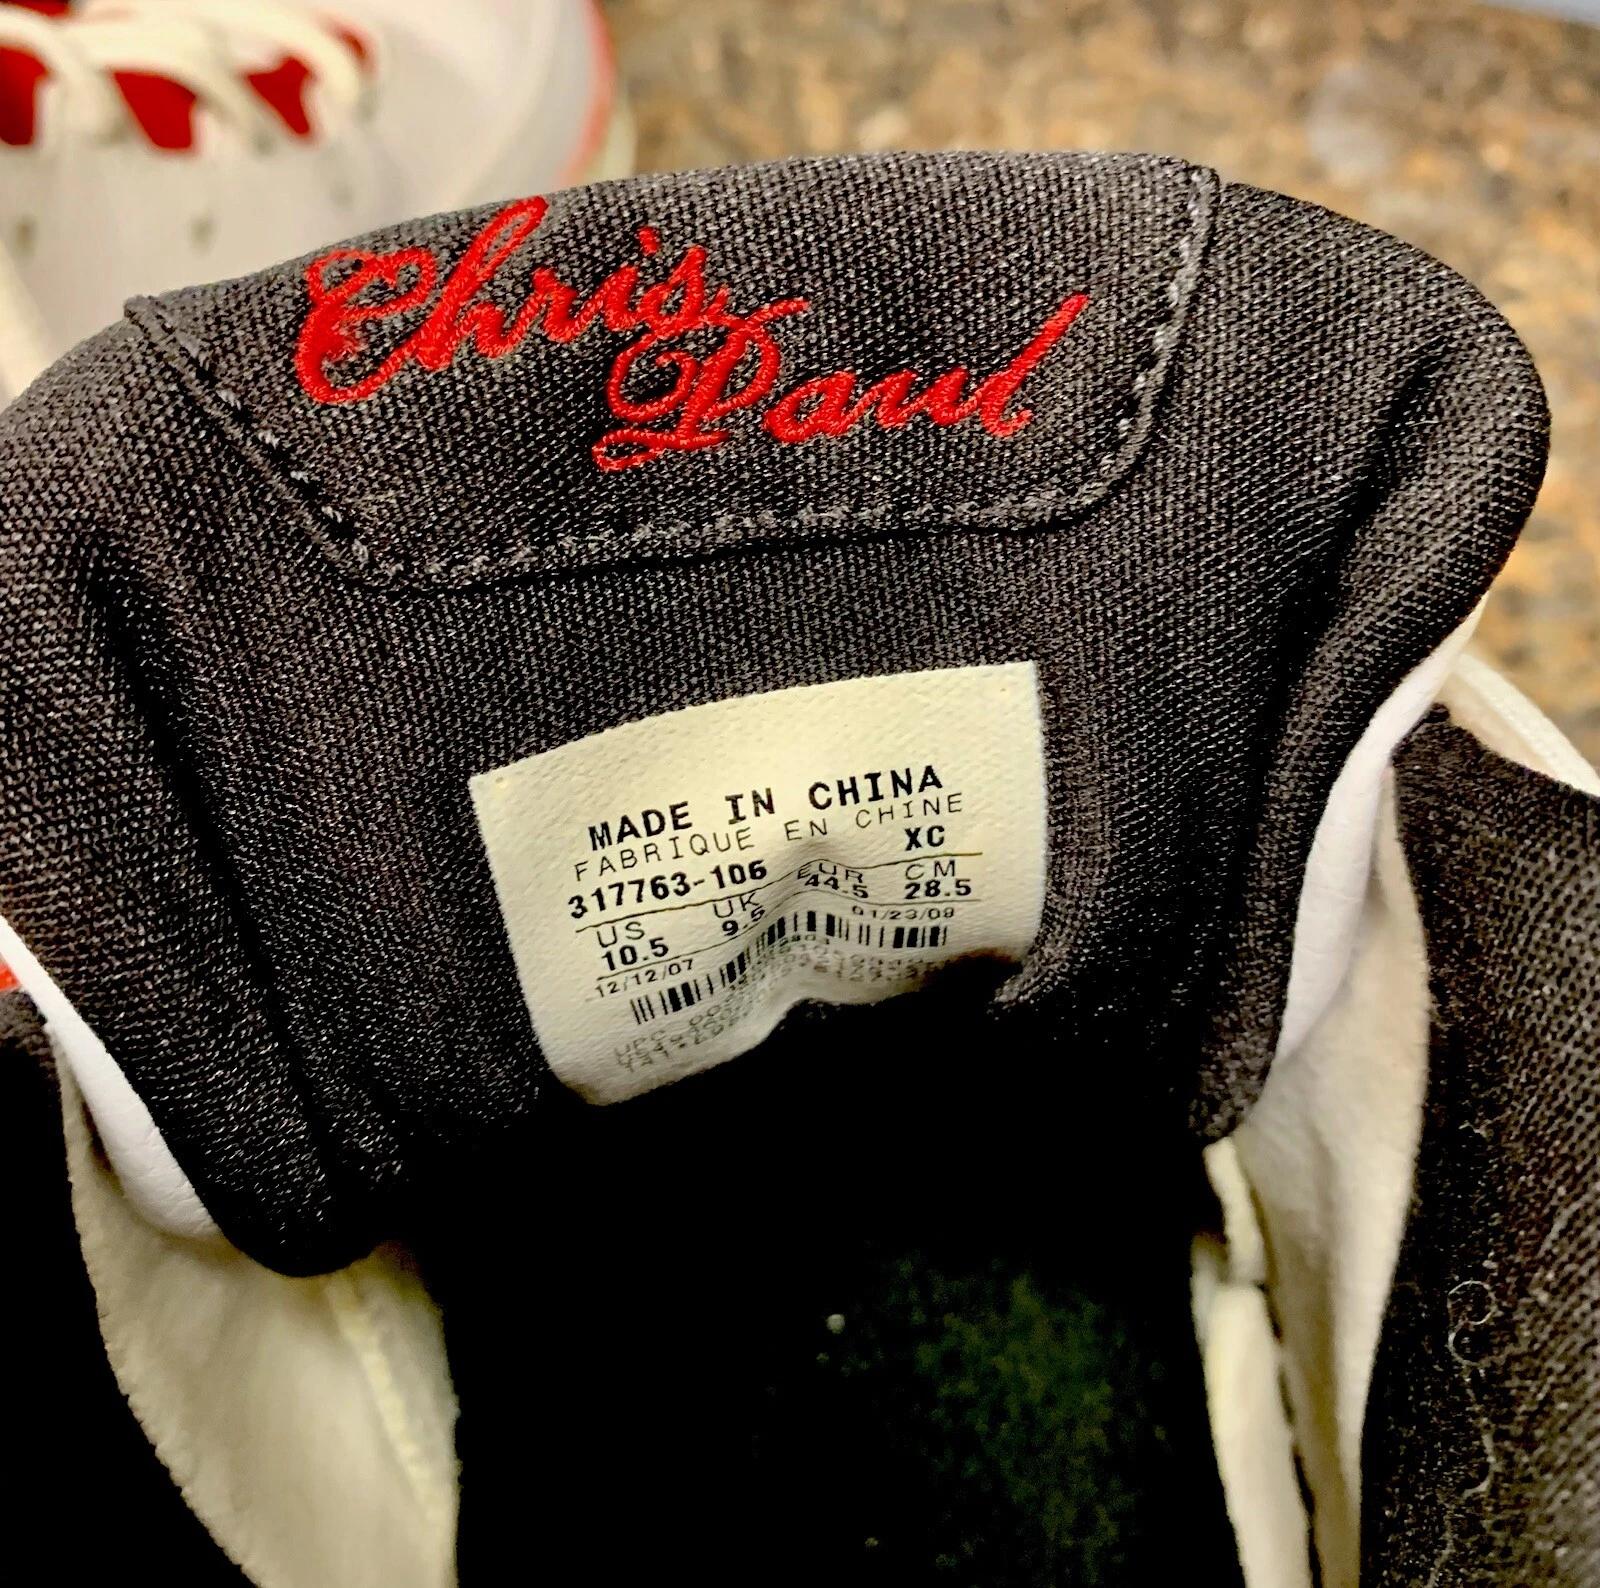 Chris
Paul
MADE IN CHINA
FABRIQUE EN CHINE
XC
317763-106
US UK EUR CM
10.5 9.5 44.5 28.5
12/12/07 01/23/08
UPC